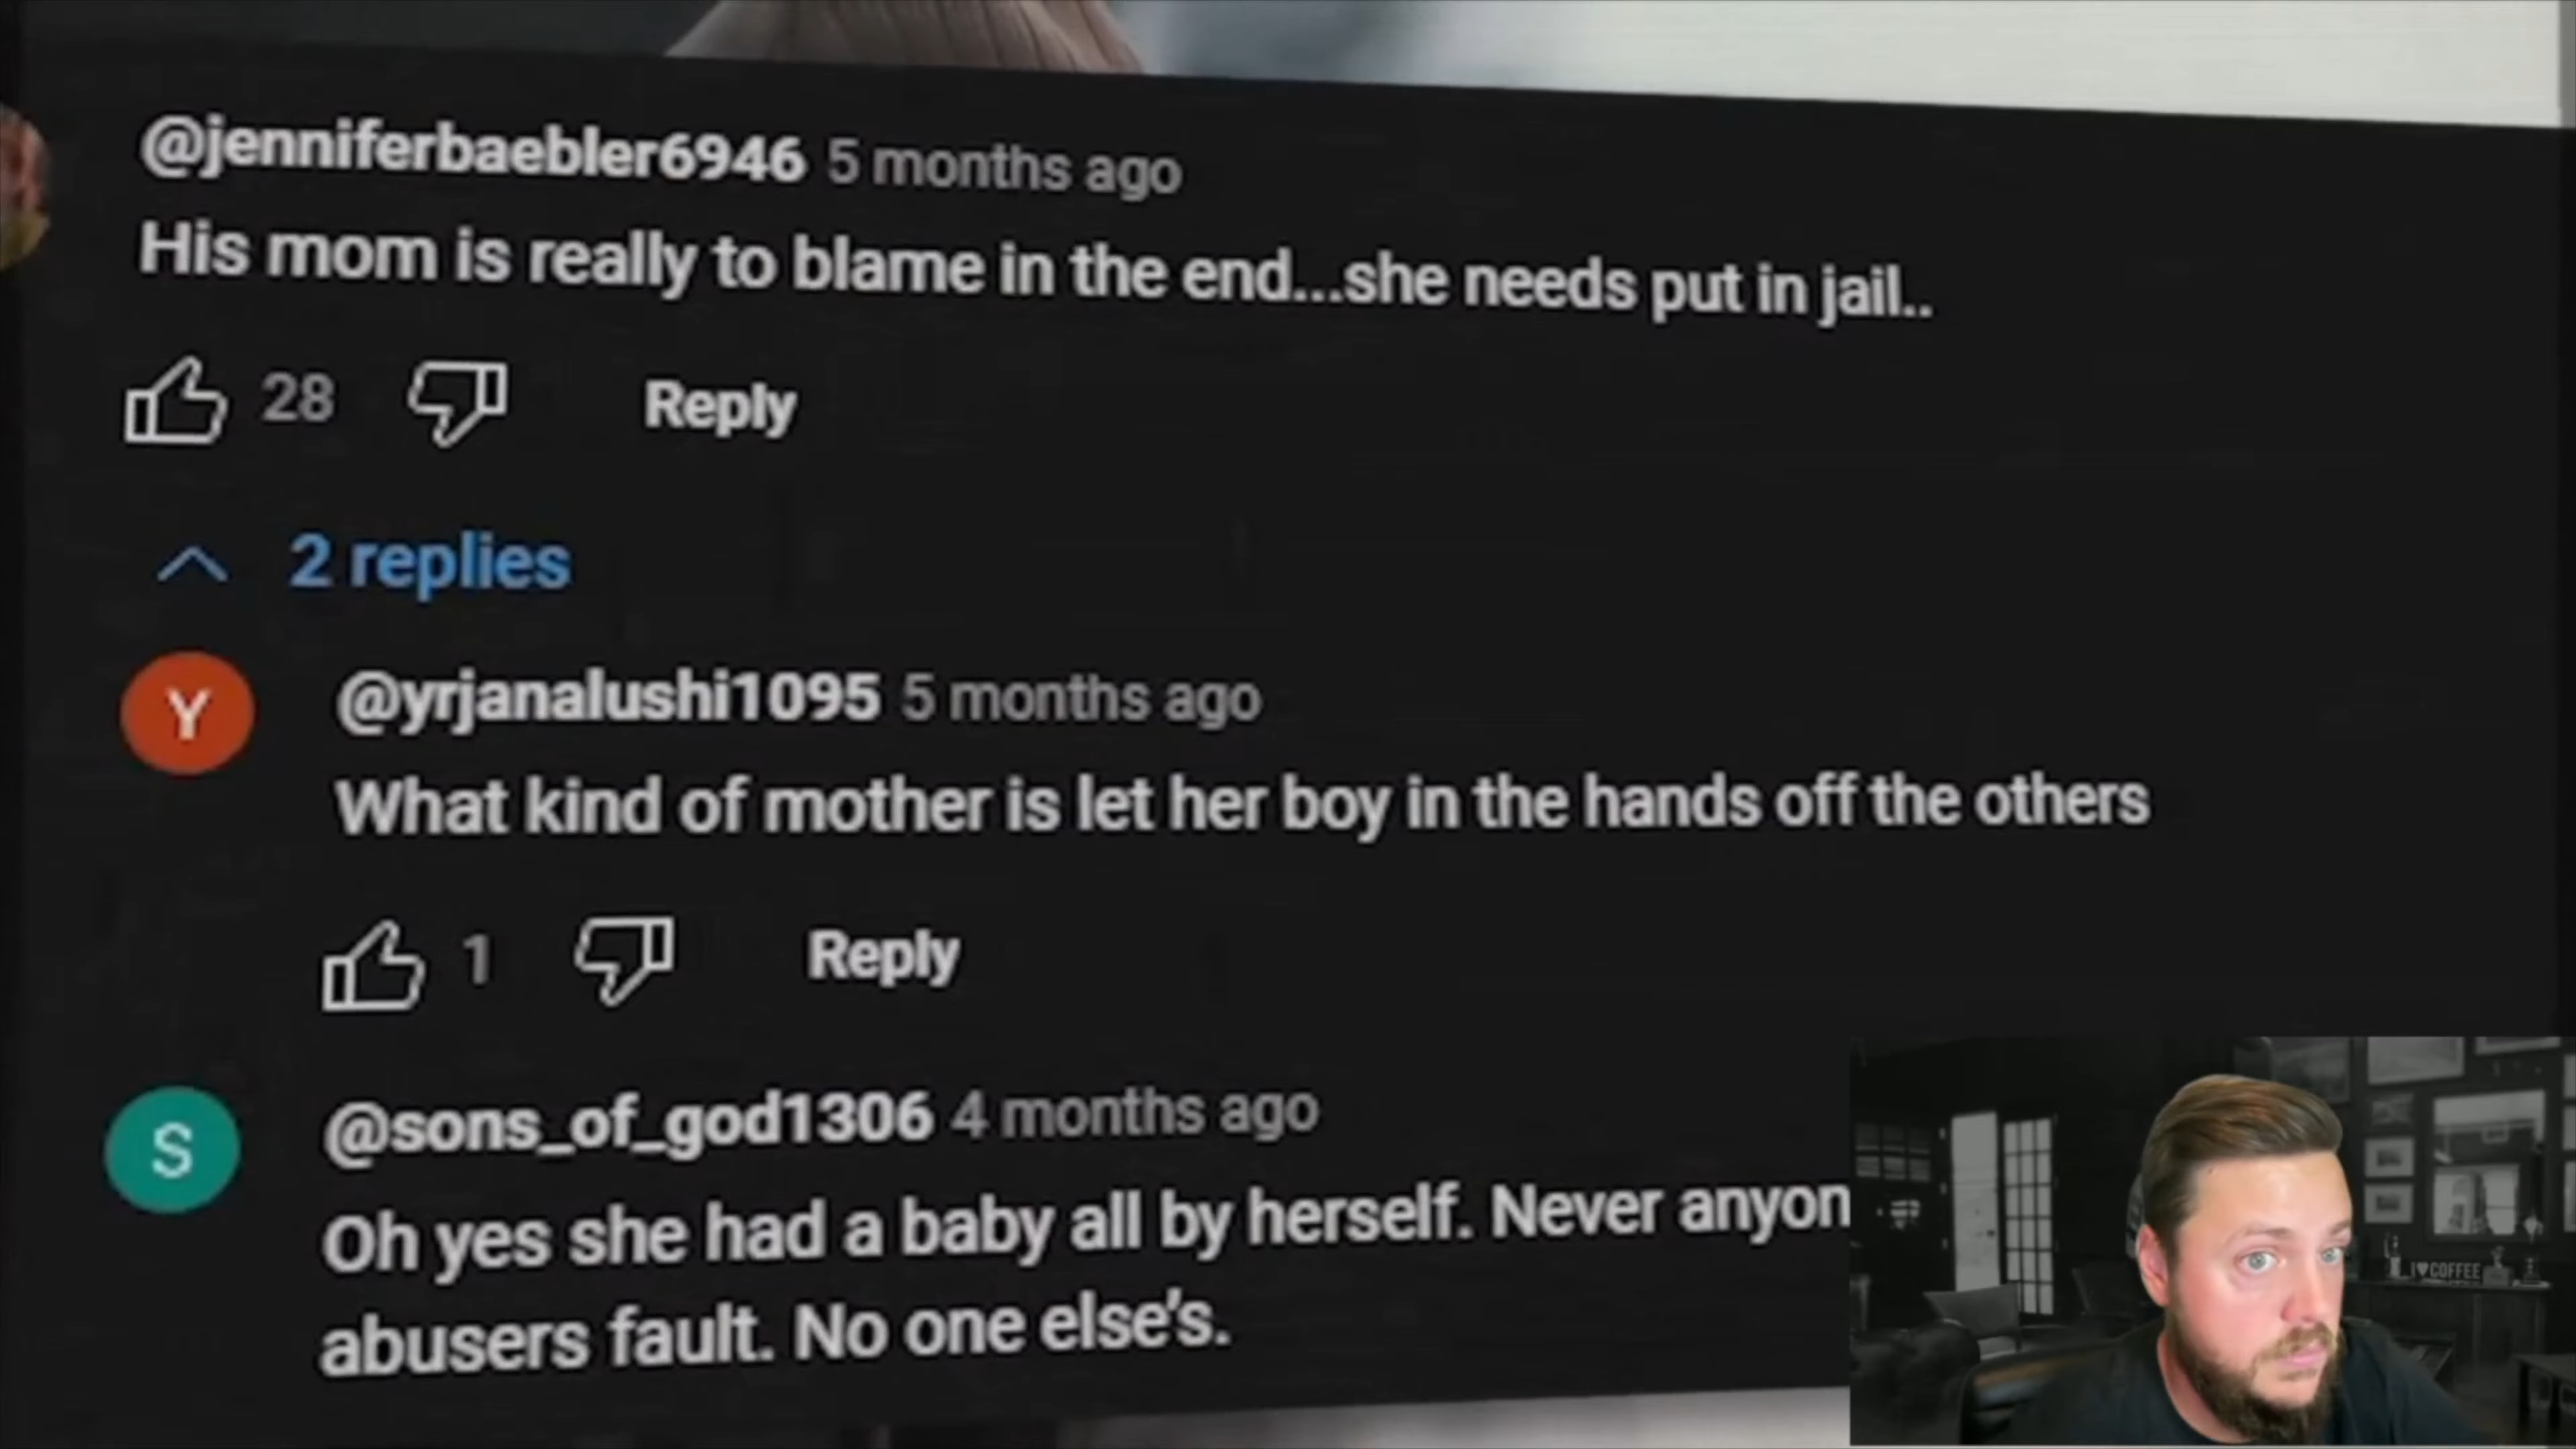 @jenniferbaebler6946 5 months ago
His mom is really to blame in the end...she needs put in jail..
28 Reply
2 replies
Y @yrjanalushi1095 5 months ago
What kind of mother is let her boy in the hands off the others
1 Reply
S @sons_of_god1306 4 months ago
Oh yes she had a baby all by herself. Never anyon
abusers fault. No one else's.
I♥COFFEE